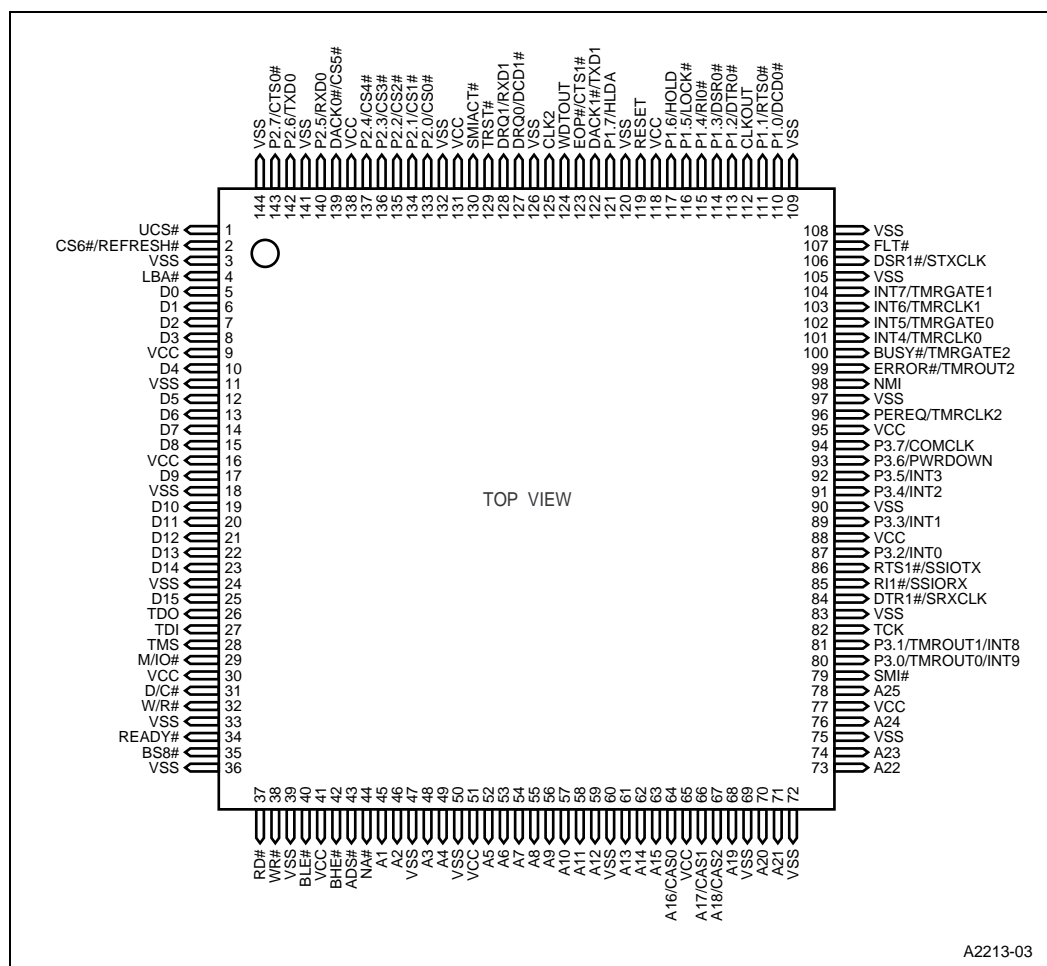 VSS
P2.7/CTS0#
P2.6/TXD0
VSS
P2.5/RXD0
DACK0#/CS5#
VCC
P2.4/CS4#
P2.3/CS3#
P2.2/CS2#
P2.1/CS1#
P2.0/CS0#
VSS
VCC
SMIACT#
TRST#
DRQ1/RXD1
DRQ0/DCD1#
VSS
CLK2
WDTOUT
EOP#/CTS1#
DACK1#/TXD1
P1.7/HLDA
VSS
RESET
VCC
P1.6/HOLD
P1.5/LOCK#
P1.4/RI0#
P1.3/DSR0#
P1.2/DTR0#
CLKOUT
P1.1/RTS0#
P1.0/DCD0#
VSS
144 143 142 141 140 139 138 137 136 135 134 133 132 131 130 129 128 127 126 125 124 123 122 121 120 119 118 117 116 115 114 113 112 111 110 109
UCS# 1
CS6#/REFRESH# 2
VSS 3
LBA# 4
D0 5
D1 6
D2 7
D3 8
VCC 9
D4 10
VSS 11
D5 12
D6 13
D7 14
D8 15
VCC 16
D9 17
VSS 18
D10 19
D11 20
D12 21
D13 22
D14 23
VSS 24
D15 25
TDO 26
TDI 27
TMS 28
M/IO# 29
VCC 30
D/C# 31
W/R# 32
VSS 33
READY# 34
BS8# 35
VSS 36
TOP VIEW
108 VSS
107 FLT#
106 DSR1#/STXCLK
105 VSS
104 INT7/TMRGATE1
103 INT6/TMRCLK1
102 INT5/TMRGATE0
101 INT4/TMRCLK0
100 BUSY#/TMRGATE2
99 ERROR#/TMROUT2
98 NMI
97 VSS
96 PEREQ/TMRCLK2
95 VCC
94 P3.7/COMCLK
93 P3.6/PWRDOWN
92 P3.5/INT3
91 P3.4/INT2
90 VSS
89 P3.3/INT1
88 VCC
87 P3.2/INT0
86 RTS1#/SSIOTX
85 RI1#/SSIORX
84 DTR1#/SRXCLK
83 VSS
82 TCK
81 P3.1/TMROUT1/INT8
80 P3.0/TMROUT0/INT9
79 SMI#
78 A25
77 VCC
76 A24
75 VSS
74 A23
73 A22
37 38 39 40 41 42 43 44 45 46 47 48 49 50 51 52 53 54 55 56 57 58 59 60 61 62 63 64 65 66 67 68 69 70 71 72
RD#
WR#
VSS
BLE#
VCC
BHE#
ADS#
NA#
A1
A2
VSS
A3
A4
VSS
VCC
A5
A6
A7
A8
A9
A10
A11
A12
VSS
A13
A14
A15
A16/CAS0
VCC
A17/CAS1
A18/CAS2
A19
VSS
A20
A21
VSS
A2213-03